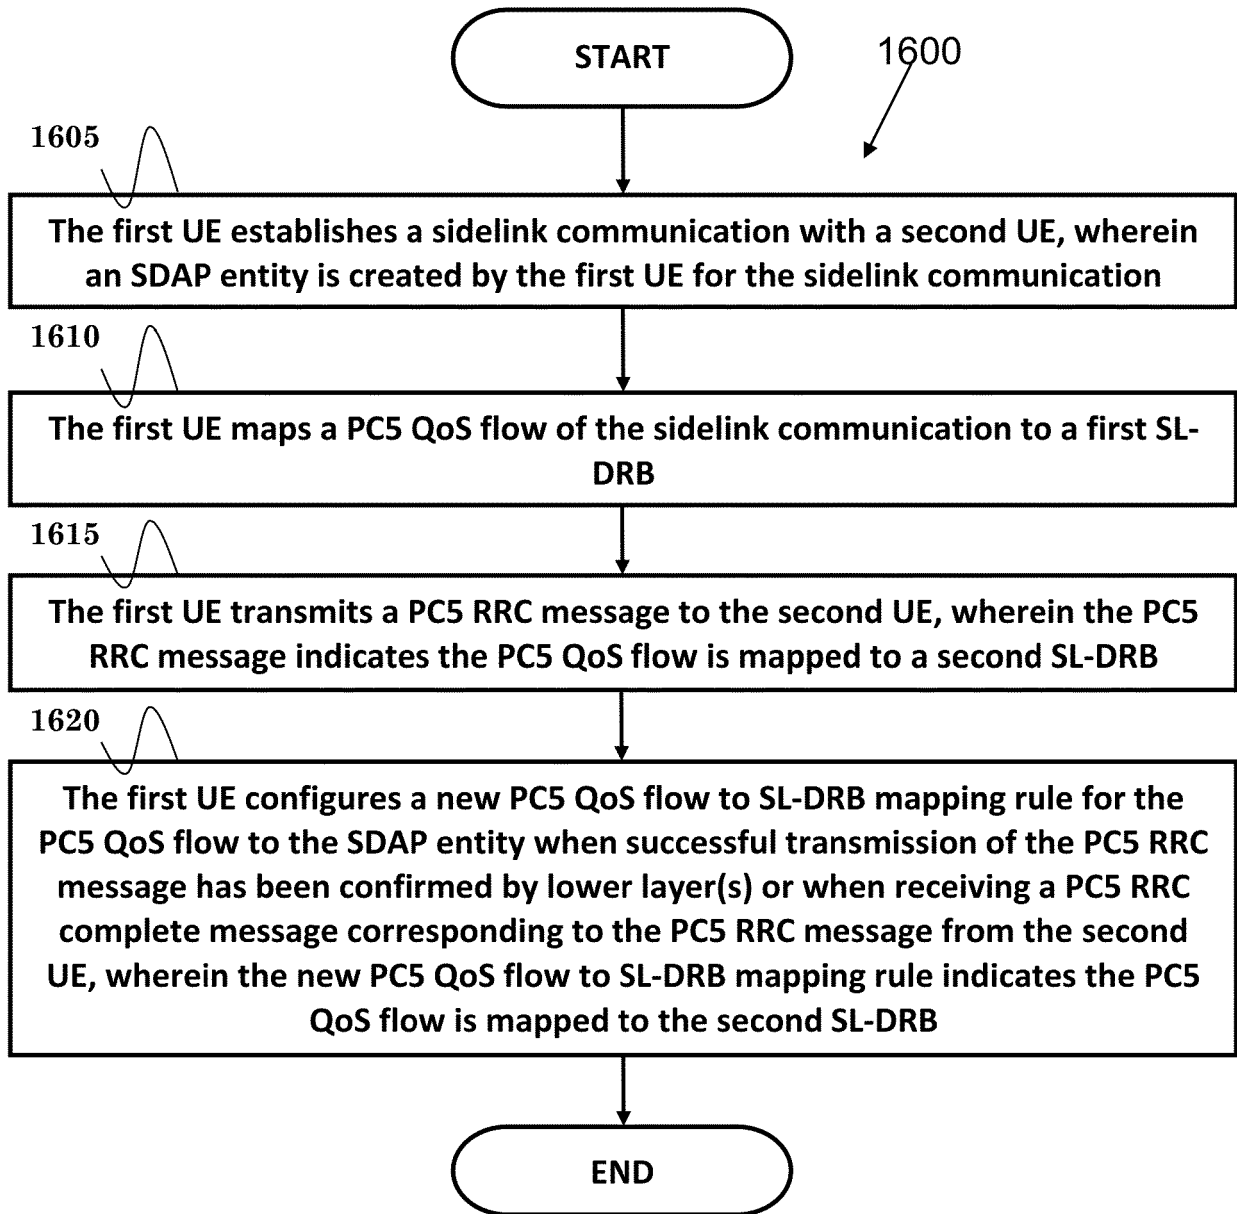 START
1600
1605
The first UE establishes a sidelink communication with a second UE, wherein
an SDAP entity is created by the first UE for the sidelink communication
1610
The first UE maps a PC5 QoS flow of the sidelink communication to a first SL-
DRB
1615
The first UE transmits a PC5 RRC message to the second UE, wherein the PC5
RRC message indicates the PC5 QoS flow is mapped to a second SL-DRB
1620
The first UE configures a new PC5 QoS flow to SL-DRB mapping rule for the
PC5 QoS flow to the SDAP entity when successful transmission of the PC5 RRC
message has been confirmed by lower layer(s) or when receiving a PC5 RRC
complete message corresponding to the PC5 RRC message from the second
UE, wherein the new PC5 QoS flow to SL-DRB mapping rule indicates the PC5
QoS flow is mapped to the second SL-DRB
END